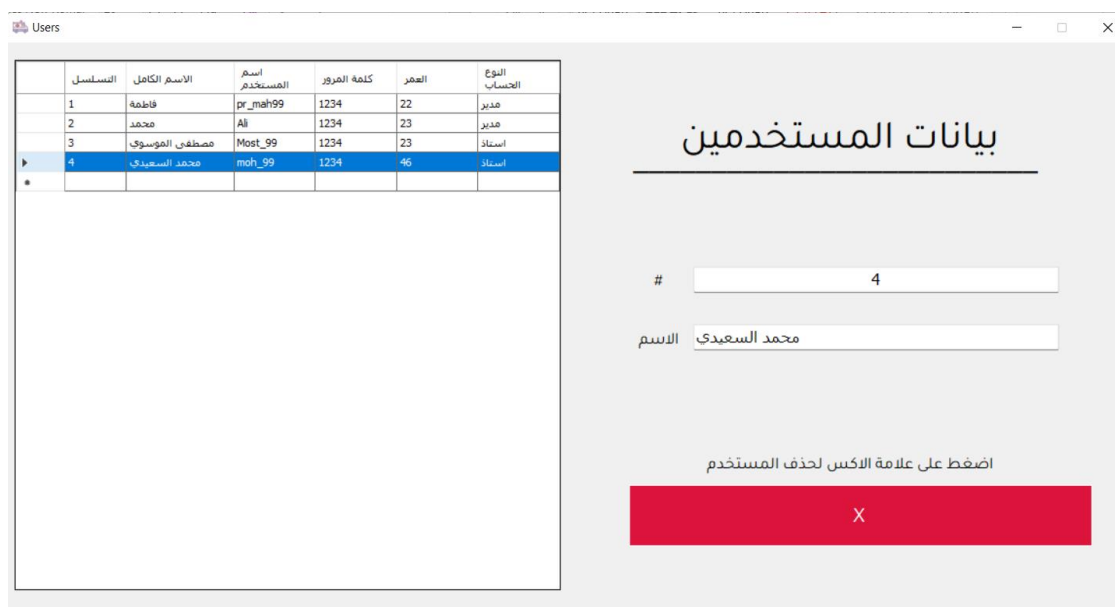 Users
التسلسل الاسم الكامل اسم المستخدم كلمة المرور العمر النوع الحساب
1 فاطمة pr_mah99 1234 22 مدير
2 محمد Ali 1234 23 مدير
3 مصطفى الموسوي Most_99 1234 23 استاذ
4 محمد السعيدي moh_99 1234 46 استاذ
بيانات المستخدمين
# 4
الاسم محمد السعيدي
اضغط على علامة الاكس لحذف المستخدم
X